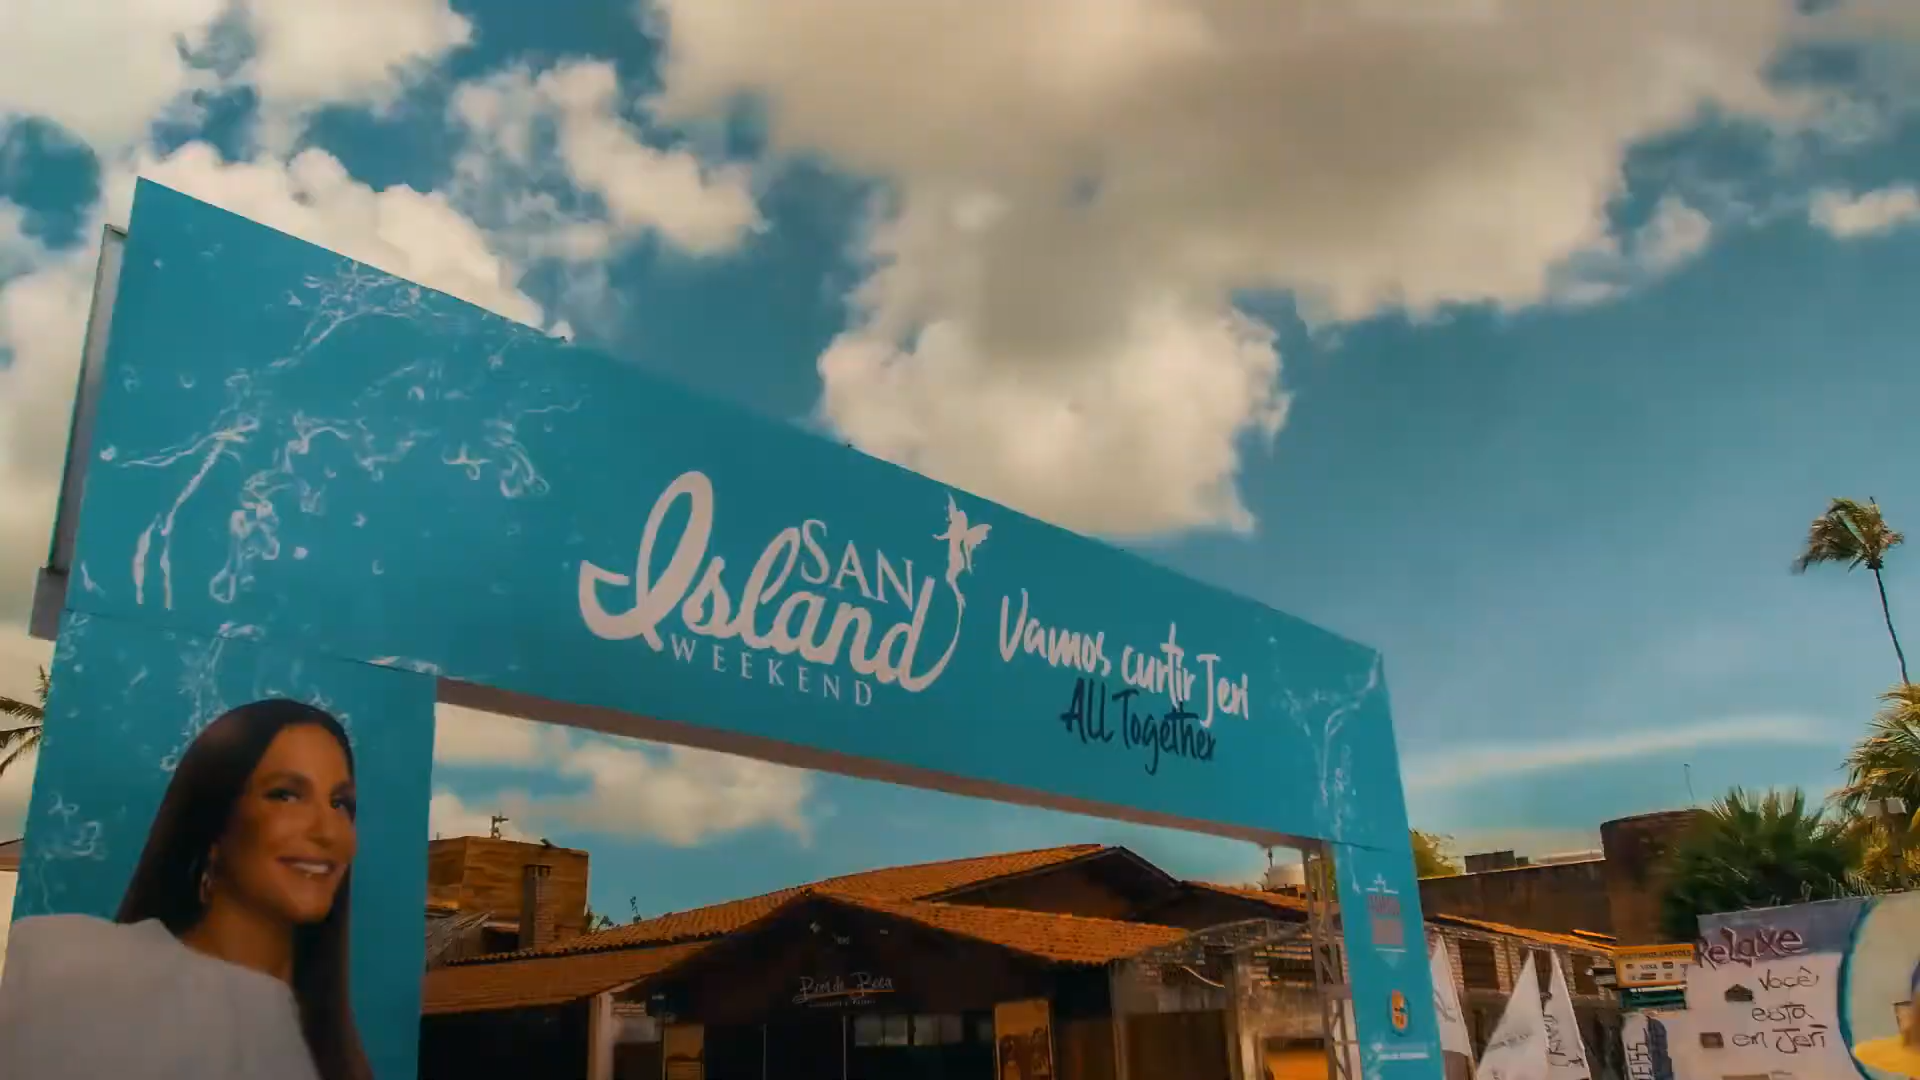 SAN
Island
WEEKEND
Vamos curtir Jeri
All Together
Relaxe
você
está
em Jeri